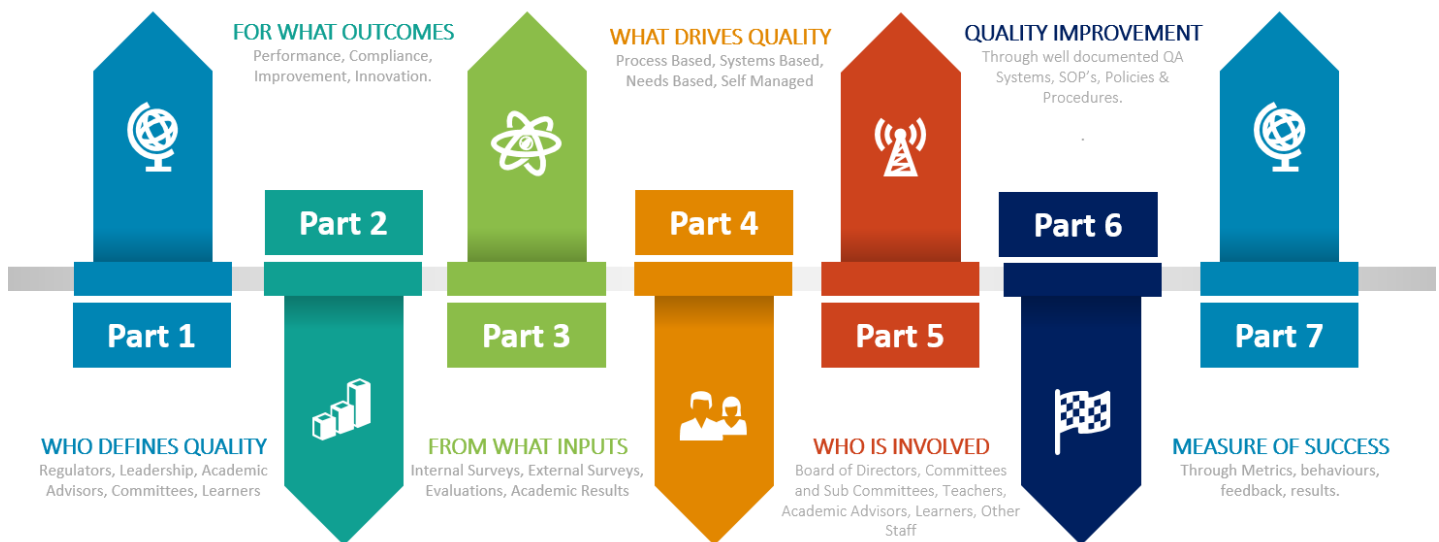 Part 1
WHO DEFINES QUALITY
Regulators, Leadership, Academic
Advisors, Committees, Learners
FOR WHAT OUTCOMES
Performance, Compliance,
Improvement, Innovation.
Part 2
Part 3
FROM WHAT INPUTS
Internal Surveys, External Surveys,
Evaluations, Academic Results
WHAT DRIVES QUALITY
Process Based, Systems Based,
Needs Based, Self Managed
Part 4
Part 5
WHO IS INVOLVED
Board of Directors, Committees
and Sub Committees, Teachers,
Academic Advisors, Learners, Other
Staff
QUALITY IMPROVEMENT
Through well documented QA
Systems, SOP's, Policies &
Procedures.
.
Part 6
Part 7
MEASURE OF SUCCESS
Through Metrics, behaviours,
feedback, results.